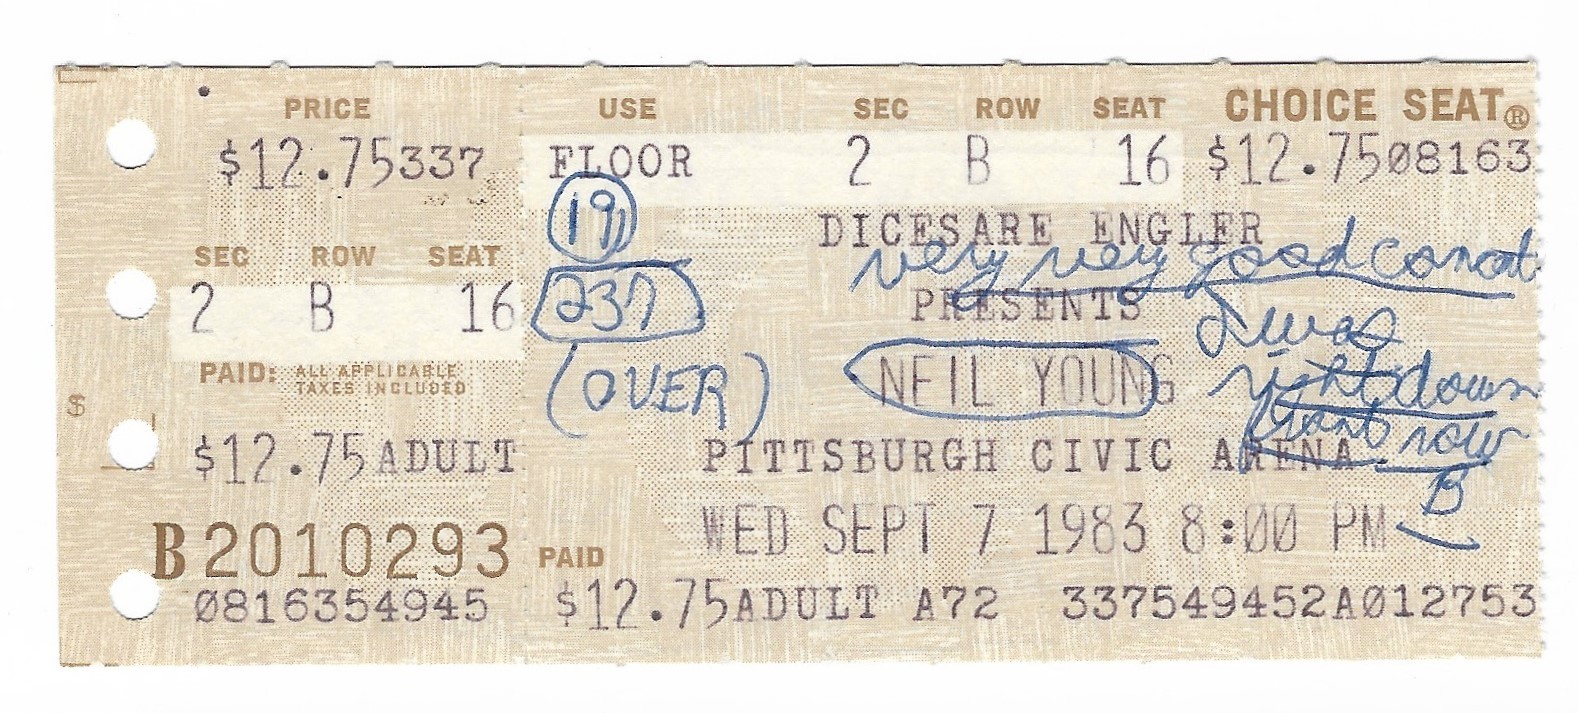 PRICE USE SEC ROW SEAT CHOICE SEAT®
$12.75337 FLOOR 2 B 16 $12.7508163
19
DICESARE ENGLER
SEC ROW SEAT
very very good concert
2 B 16 237 PRESENTS
I was
PAID: ALL APPLICABLE TAXES INCLUDED
(OVER) NEIL YOUNG
right down
front row
$12.75ADULT PITTSBURGH CIVIC ARENA
B
WED SEPT 7 1983 8:00 PM
B2010293 PAID
0816354945 $12.75ADULT A72 337549452A012753
$